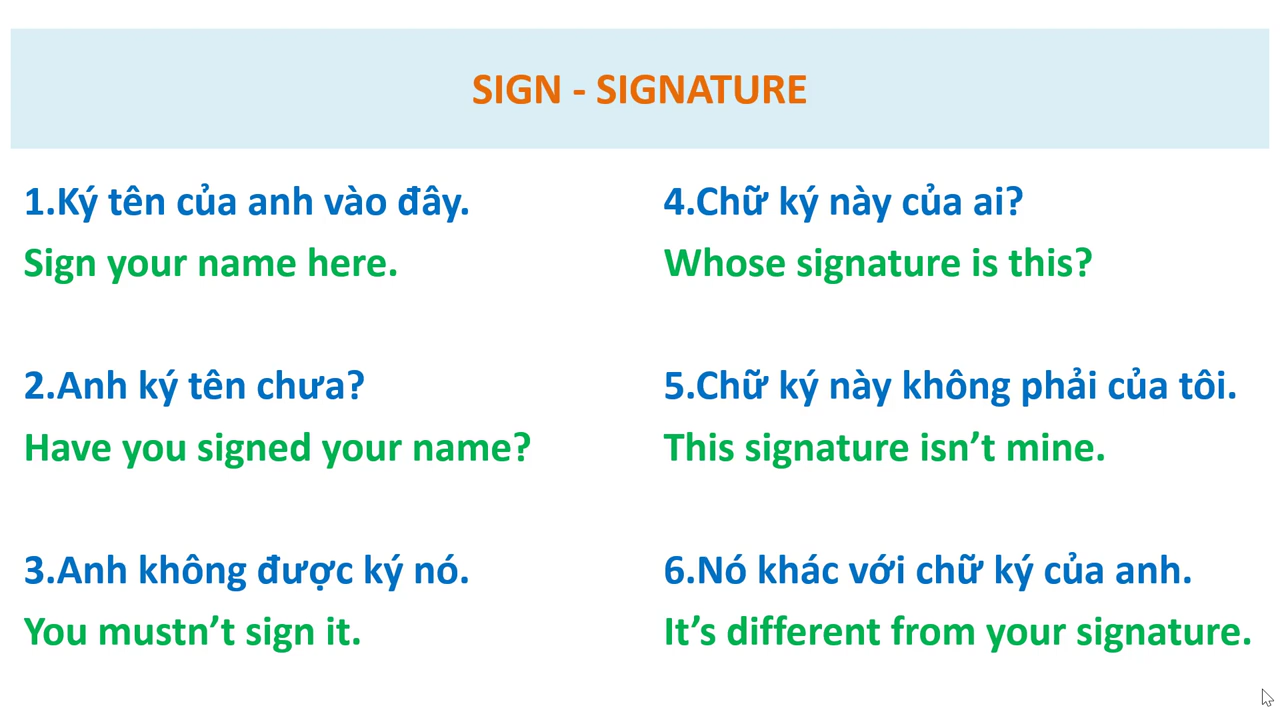 SIGN - SIGNATURE
1.Ký tên của anh vào đây.
Sign your name here.
2.Anh ký tên chưa?
Have you signed your name?
3.Anh không được ký nó.
You mustn’t sign it.
4.Chữ ký này của ai?
Whose signature is this?
5.Chữ ký này không phải của tôi.
This signature isn’t mine.
6.Nó khác với chữ ký của anh.
It’s different from your signature.